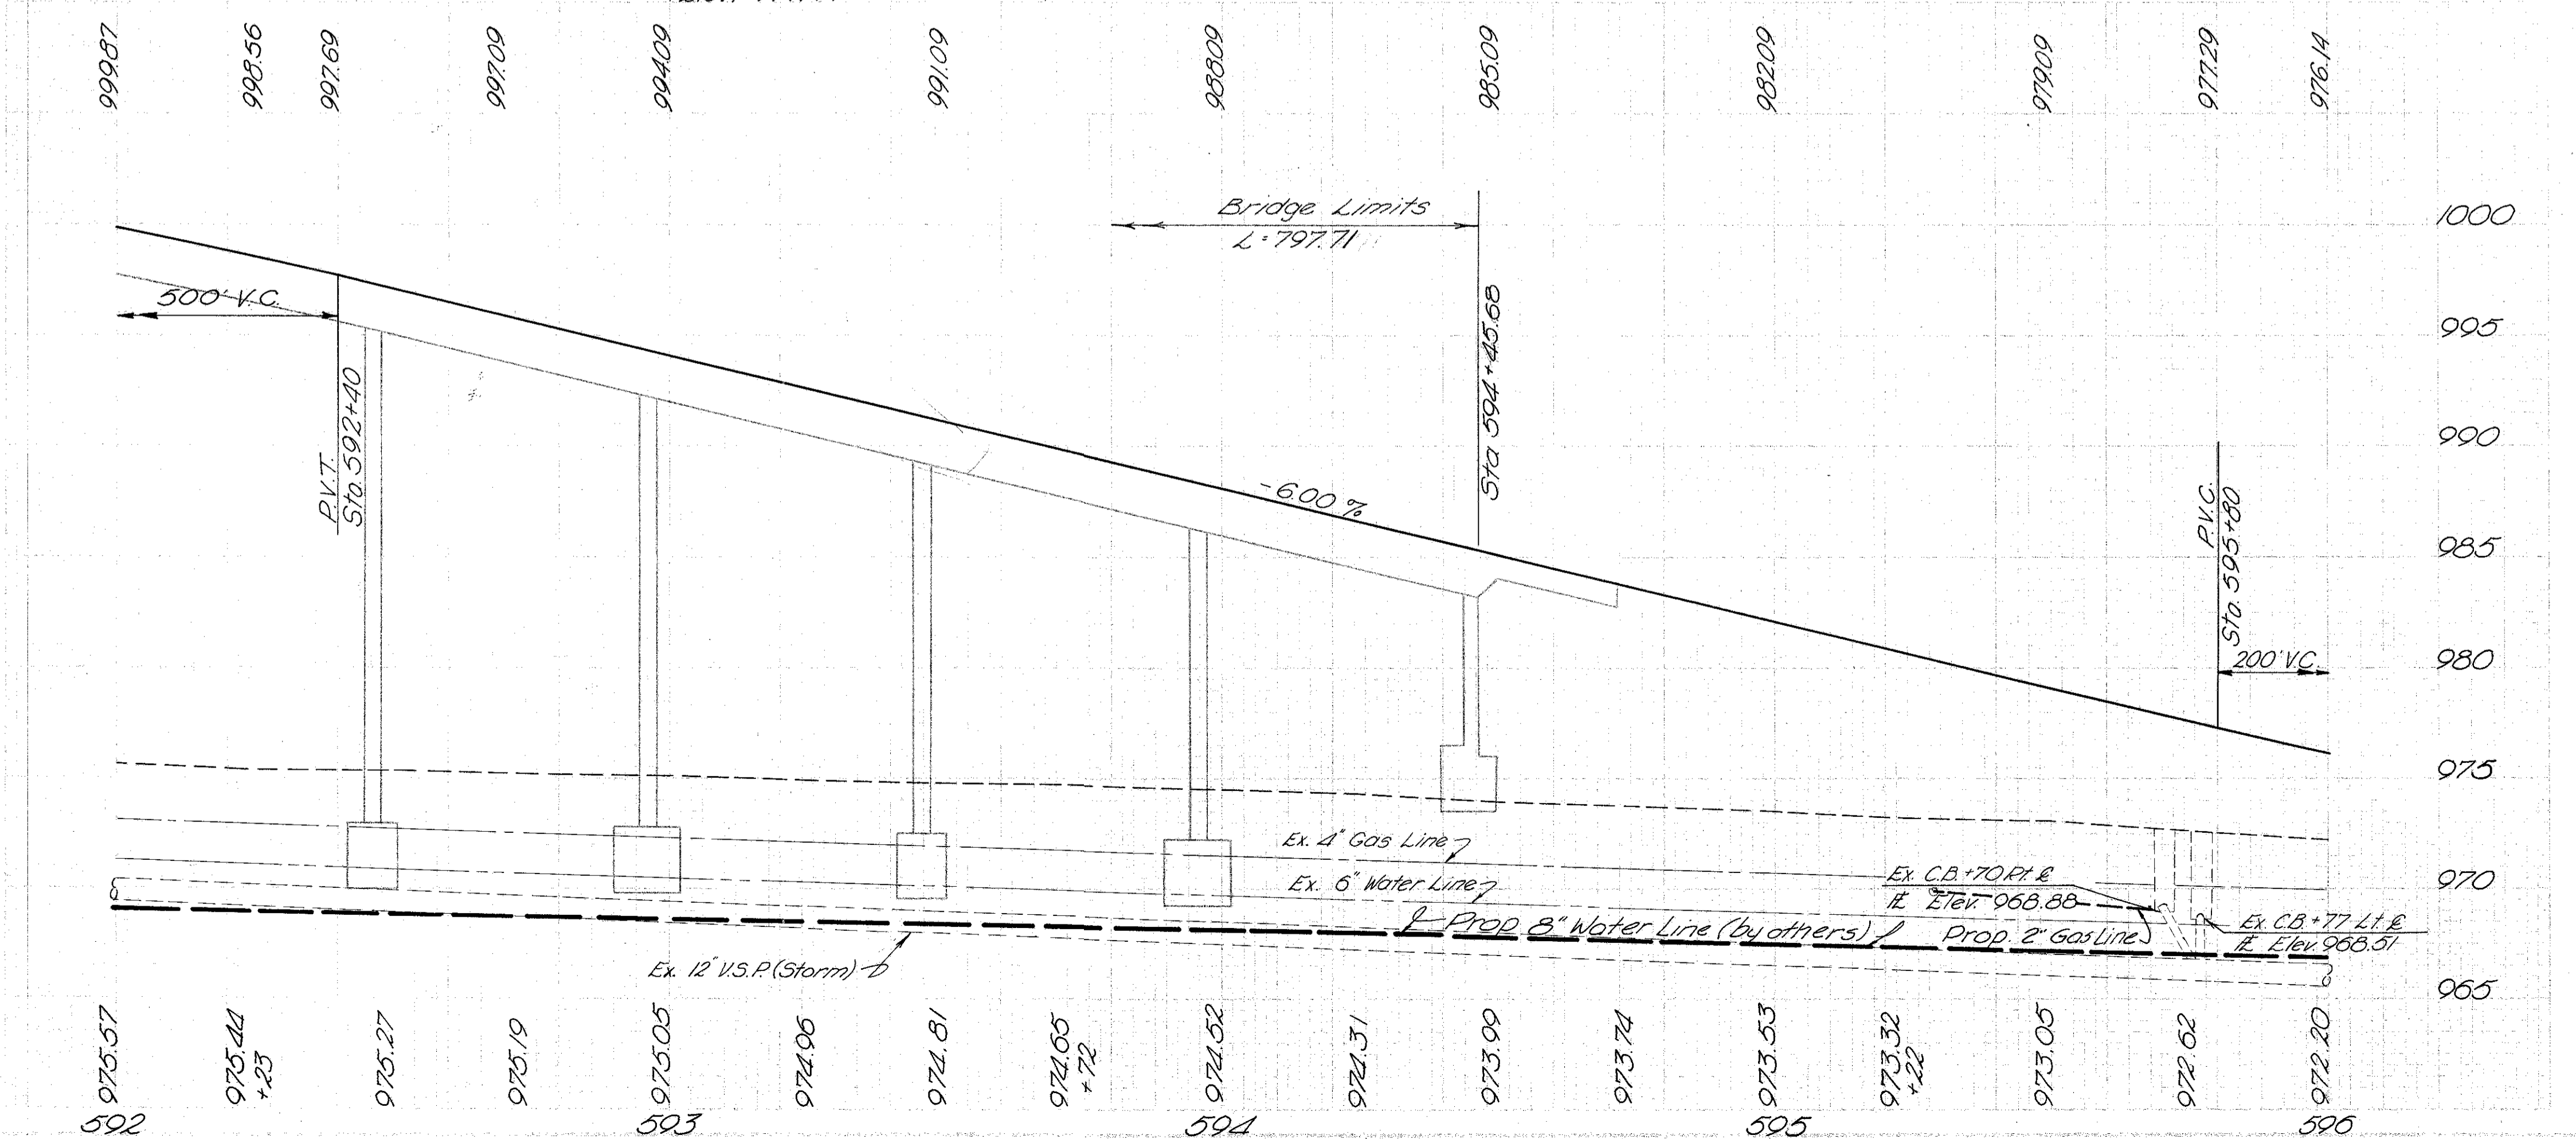 999.87
998.56
997.69
997.09
994.09
991.09
988.09
985.09
982.09
979.09
977.29
976.14
Bridge Limits
L=797.71
1000
995
990
985
980
975
970
965
500' V.C.
P.V.T.
Sta. 592+40
-6.00 %
Sta 594+45.68
P.V.C.
Sta. 595+80
200' V.C.
Ex. 4" Gas Line
Ex. 6" Water Line
Ex. C.B. +70 Rt. ℄
Elev. 968.88
Prop 8" Water Line (by others)
Prop. 2" Gas Line
Ex. C.B. +77 Lt. ℄
Elev. 968.51
Ex. 12" V.S.P. (Storm)
975.57
975.44
+23
975.27
975.19
975.05
974.96
974.81
974.65
+72
974.52
974.31
973.99
973.74
973.53
973.32
+22
973.05
972.62
972.20
592
593
594
595
596